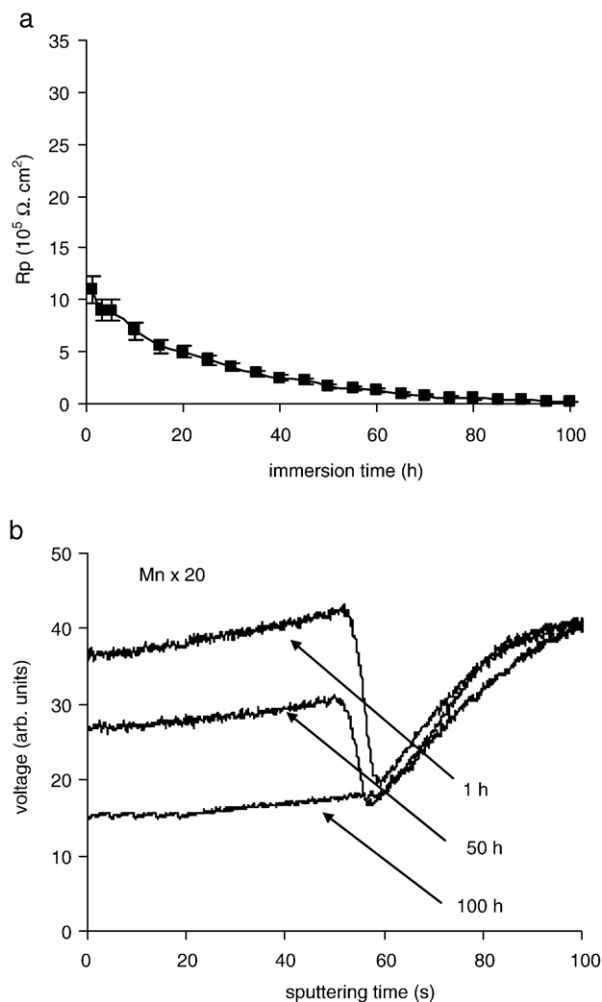 a
35
30
25
20
15
10
5
0
Rp (10⁵ Ω. cm²)
0 20 40 60 80 100
immersion time (h)
b
50
40
30
20
10
0
voltage (arb. units)
Mn x 20
1 h
50 h
100 h
0 20 40 60 80 100
sputtering time (s)